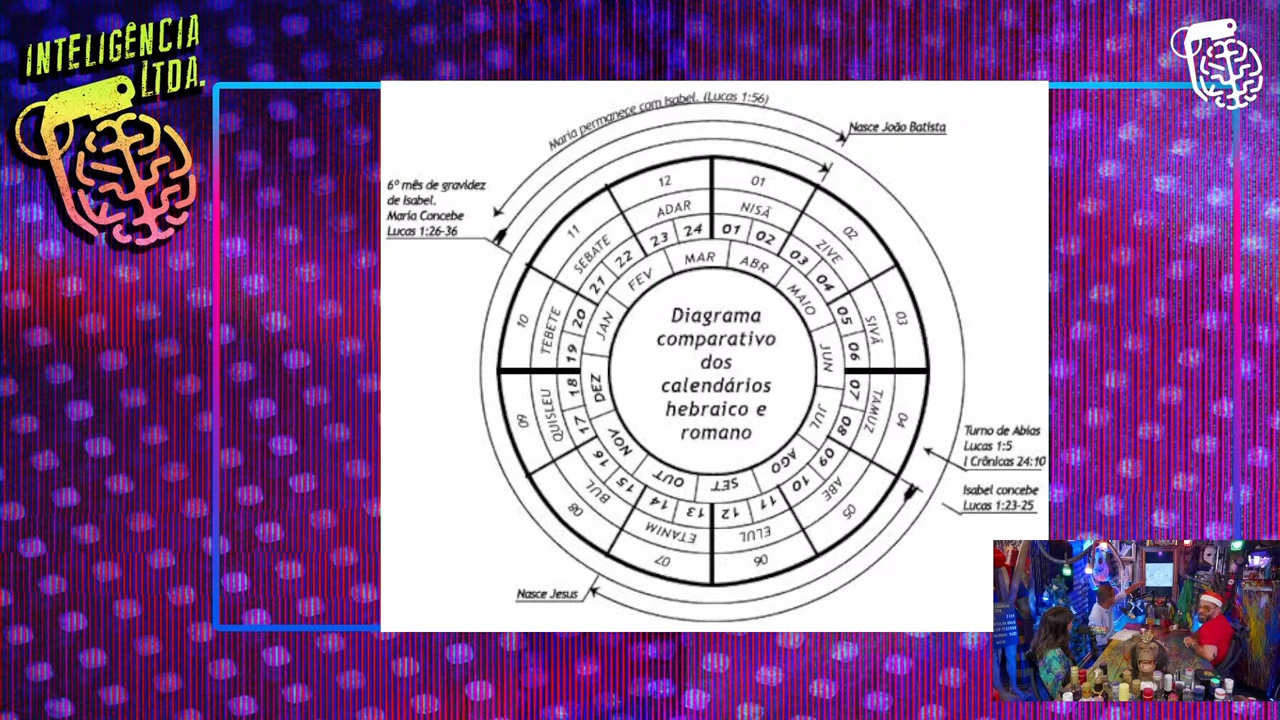 INTELIGÊNCIA
LTDA.
Maria permanece com Isabel. (Lucas 1:56)
Nasce João Batista
6º mês de gravidez
de Isabel.
Maria Concebe
Lucas 1:26-36
Diagrama
comparativo
dos
calendários
hebraico e
romano
01 02 03 04 05 06 07 08 09 10 11 12
NISÃ ZIVE SIVÃ TAMUZ ABE ELUL ETANIM BUL QUISLEU TEBETE SEBATE ADAR
01 02 03 04 05 06 07 08 09 10 11 12 13 14 15 16 17 18 19 20 21 22 23 24
ABR MAIO JUN JUL AGO SET OUT NOV DEZ JAN FEV MAR
Turno de Abias
Lucas 1:5
I Crônicas 24:10
Isabel concebe
Lucas 1:23-25
Nasce Jesus